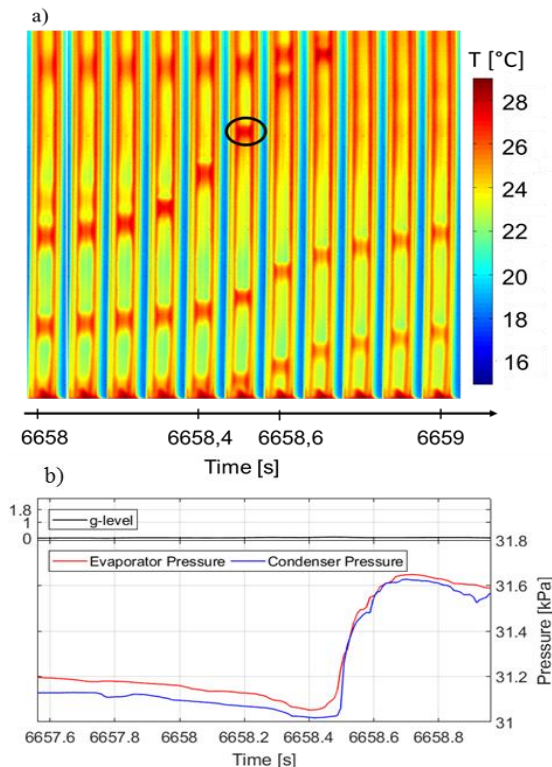 a)
T [°C]
28
26
24
22
20
18
16
6658
6658,4
6658,6
6659
Time [s]
b)
1.8
1
0
g-level
31.8
Evaporator Pressure
Condenser Pressure
31.6
31.4
31.2
31
Pressure [kPa]
6657.6 6657.8 6658 6658.2 6658.4 6658.6 6658.8
Time [s]